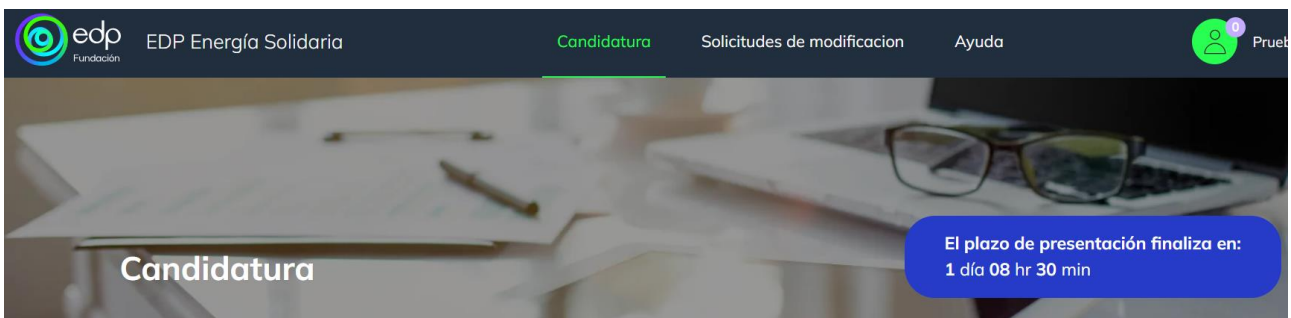 edp
Fundación
EDP Energía Solidaria
Candidatura
Solicitudes de modificacion
Ayuda
0
Candidatura
El plazo de presentación finaliza en:
1 día 08 hr 30 min